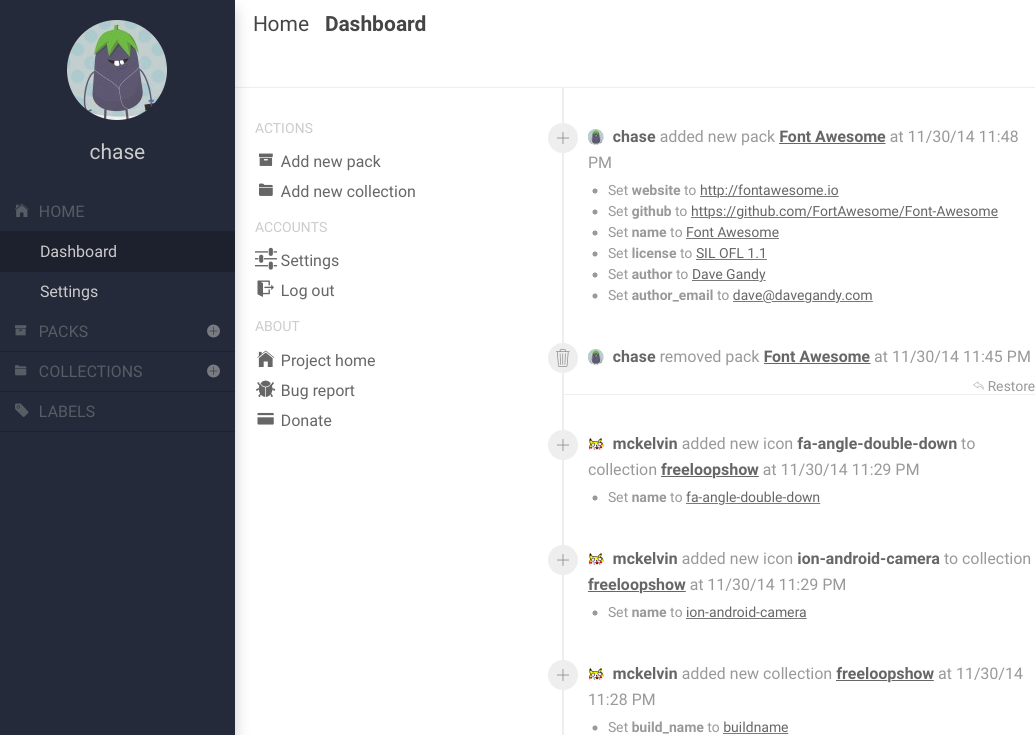 chase
HOME
Dashboard
Settings
PACKS
COLLECTIONS
LABELS
Home Dashboard
ACTIONS
Add new pack
Add new collection
ACCOUNTS
Settings
Log out
ABOUT
Project home
Bug report
Donate
chase added new pack Font Awesome at 11/30/14 11:48
PM
Set website to http://fontawesome.io
Set github to https://github.com/FortAwesome/Font-Awesome
Set name to Font Awesome
Set license to SIL OFL 1.1
Set author to Dave Gandy
Set author_email to dave@davegandy.com
chase removed pack Font Awesome at 11/30/14 11:45 PM
Restore
mckelvin added new icon fa-angle-double-down to
collection freeloopshow at 11/30/14 11:29 PM
Set name to fa-angle-double-down
mckelvin added new icon ion-android-camera to collection
freeloopshow at 11/30/14 11:29 PM
Set name to ion-android-camera
mckelvin added new collection freeloopshow at 11/30/14
11:28 PM
Set build_name to buildname